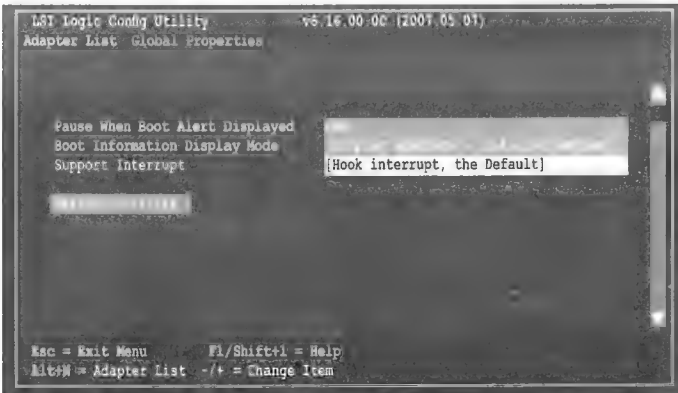 LSI Logic Config Utility v6.16.00.00 (2007.05.01)
Adapter List Global Properties
Pause When Boot Alert Displayed
Boot Information Display Mode
Support Interrupt [Hook interrupt, the Default]
Esc = Exit Menu F1/Shift+1 = Help
Alt+N = Adapter List -/+ = Change Item